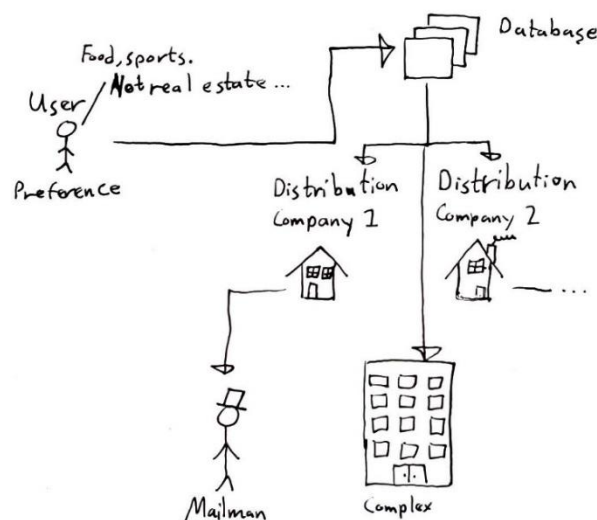 Database
Food, sports.
Not real estate ...
User
Preference
Distribution
Company 1
Distribution
Company 2
...
Mailman
Complex